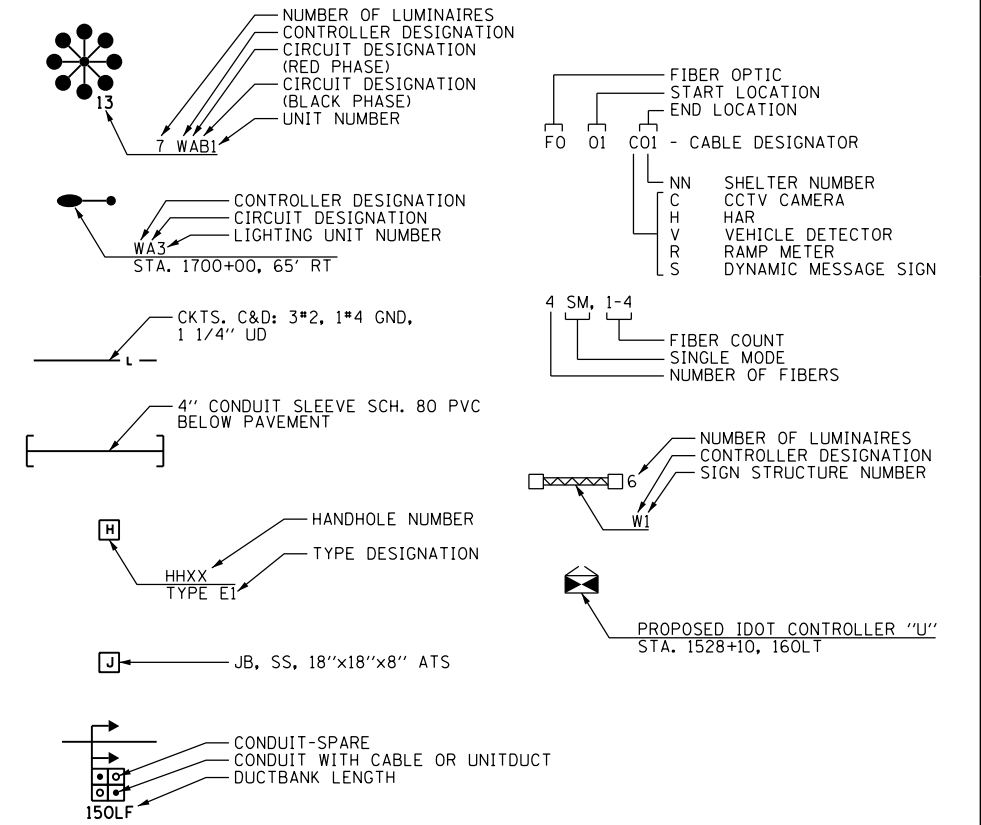 NUMBER OF LUMINAIRES
CONTROLLER DESIGNATION
CIRCUIT DESIGNATION
(RED PHASE)
CIRCUIT DESIGNATION
(BLACK PHASE)
UNIT NUMBER
13
7 WAB1
CONTROLLER DESIGNATION
CIRCUIT DESIGNATION
LIGHTING UNIT NUMBER
WA3
STA. 1700+00, 65' RT
CKTS. C&D: 3#2, 1#4 GND,
1 1/4" UD
L
4" CONDUIT SLEEVE SCH. 80 PVC
BELOW PAVEMENT
H
HANDHOLE NUMBER
TYPE DESIGNATION
HHXX
TYPE E1
J
JB, SS, 18"x18"x8" ATS
CONDUIT-SPARE
CONDUIT WITH CABLE OR UNITDUCT
DUCTBANK LENGTH
150LF
FIBER OPTIC
START LOCATION
END LOCATION
FO 01 CO1 - CABLE DESIGNATOR
NN SHELTER NUMBER
C CCTV CAMERA
H HAR
V VEHICLE DETECTOR
R RAMP METER
S DYNAMIC MESSAGE SIGN
4 SM, 1-4
FIBER COUNT
SINGLE MODE
NUMBER OF FIBERS
NUMBER OF LUMINAIRES
CONTROLLER DESIGNATION
SIGN STRUCTURE NUMBER
6
W1
PROPOSED IDOT CONTROLLER "U"
STA. 1528+10, 160LT